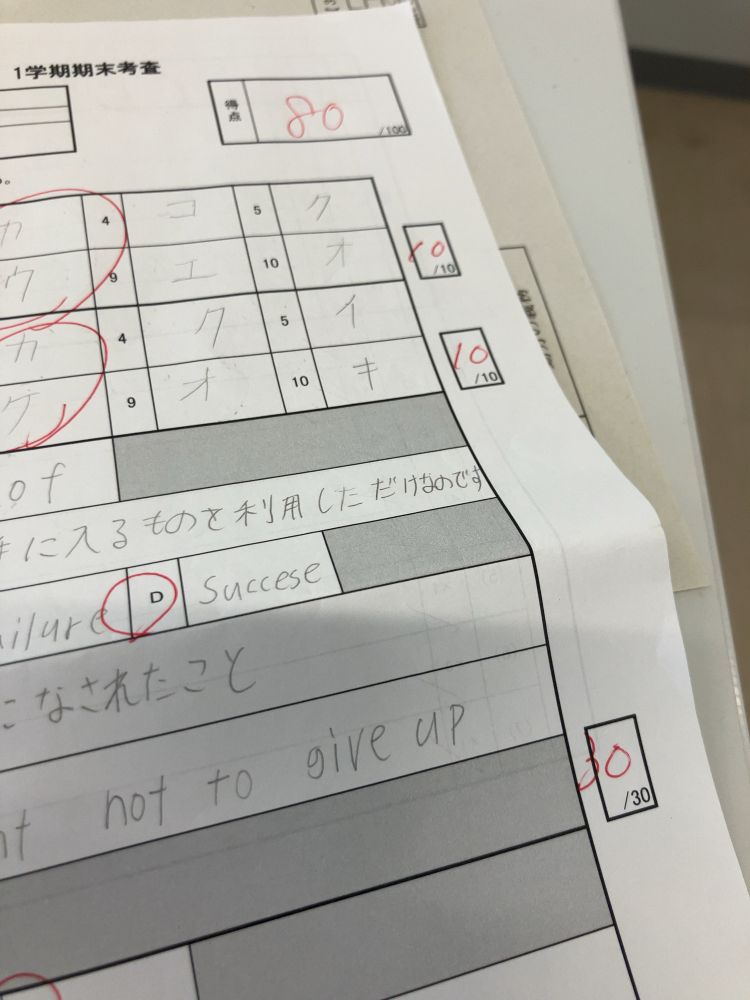 1学期期末考査
得点 80 /100
カ 4 コ 5 ク
10 /10
ウ 9 エ 10 オ
カ 4 ク 5 イ
10 /10
ケ 9 オ 10 キ
of
に入るものを利用しただけなのです
ailure D Succese
なされたこと
not to give up
30 /30